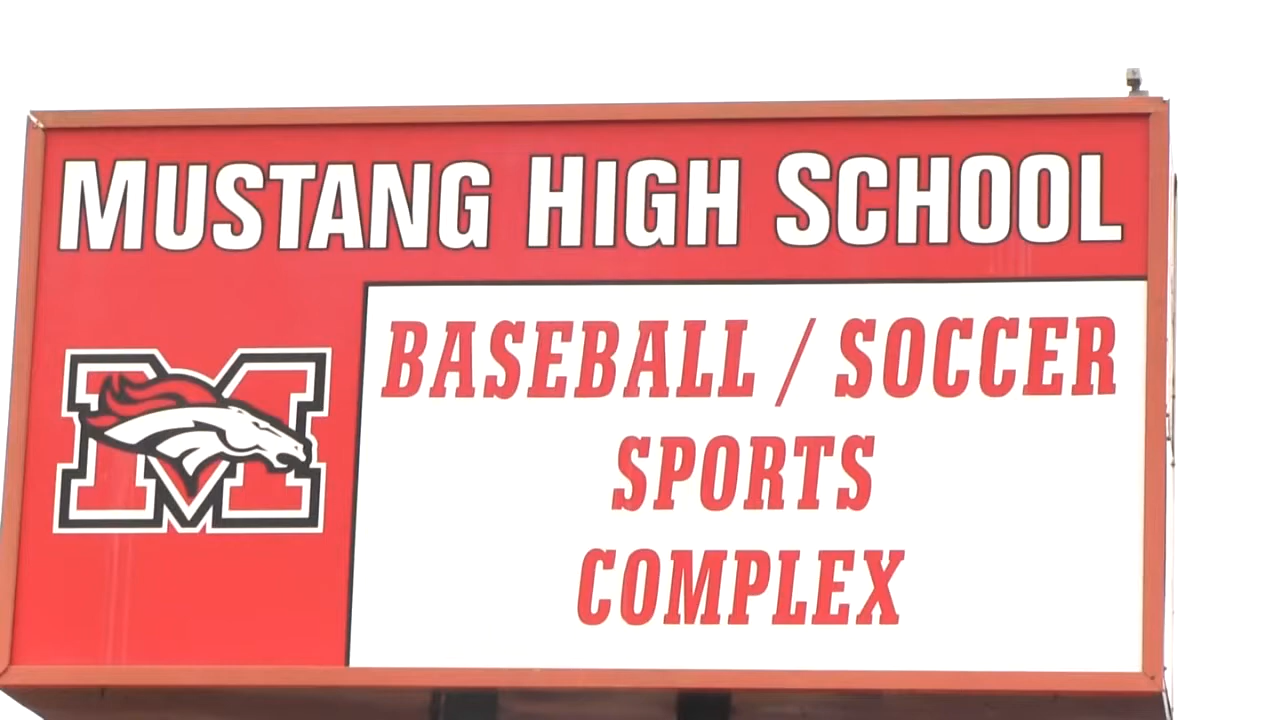 MUSTANG HIGH SCHOOL
M
BASEBALL / SOCCER
SPORTS
COMPLEX